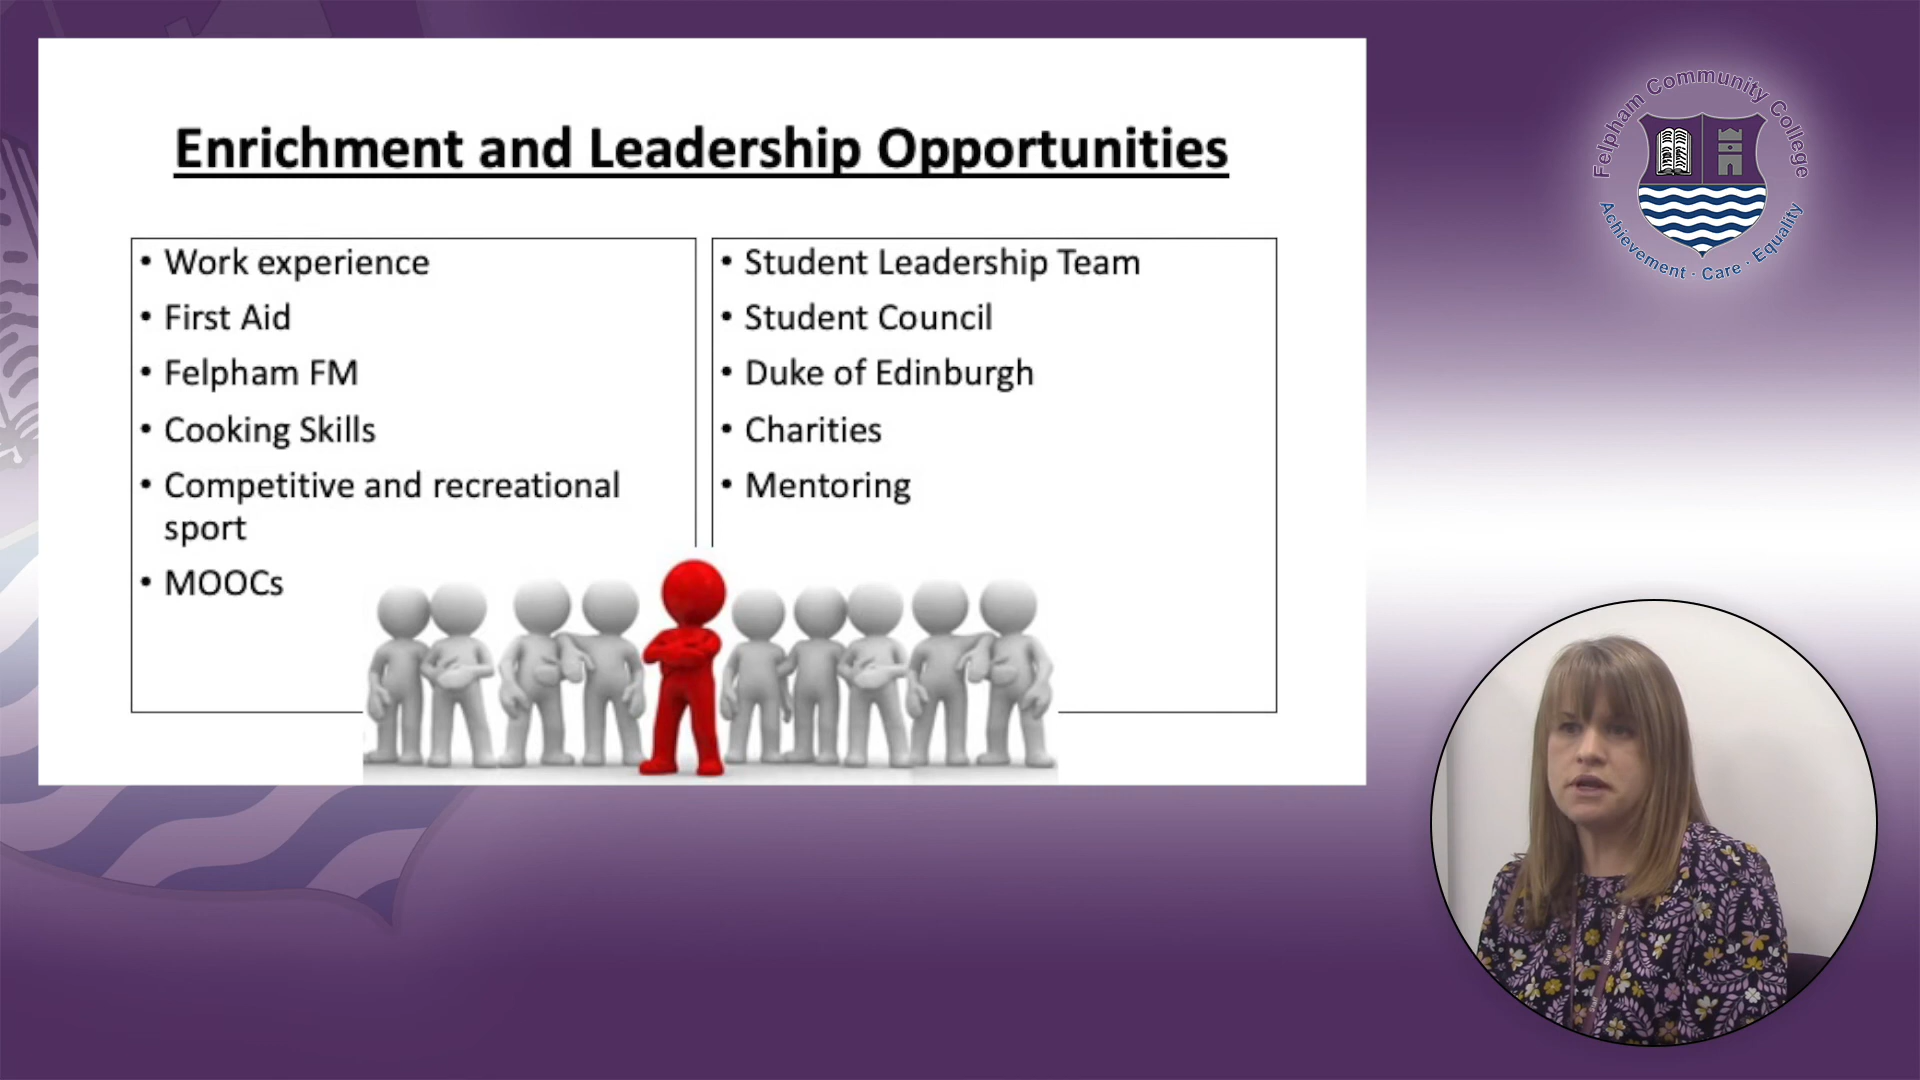 Enrichment and Leadership Opportunities
• Work experience
• First Aid
• Felpham FM
• Cooking Skills
• Competitive and recreational
sport
• MOOCs
• Student Leadership Team
• Student Council
• Duke of Edinburgh
• Charities
• Mentoring
Felpham Community College
Achievement · Care · Equality